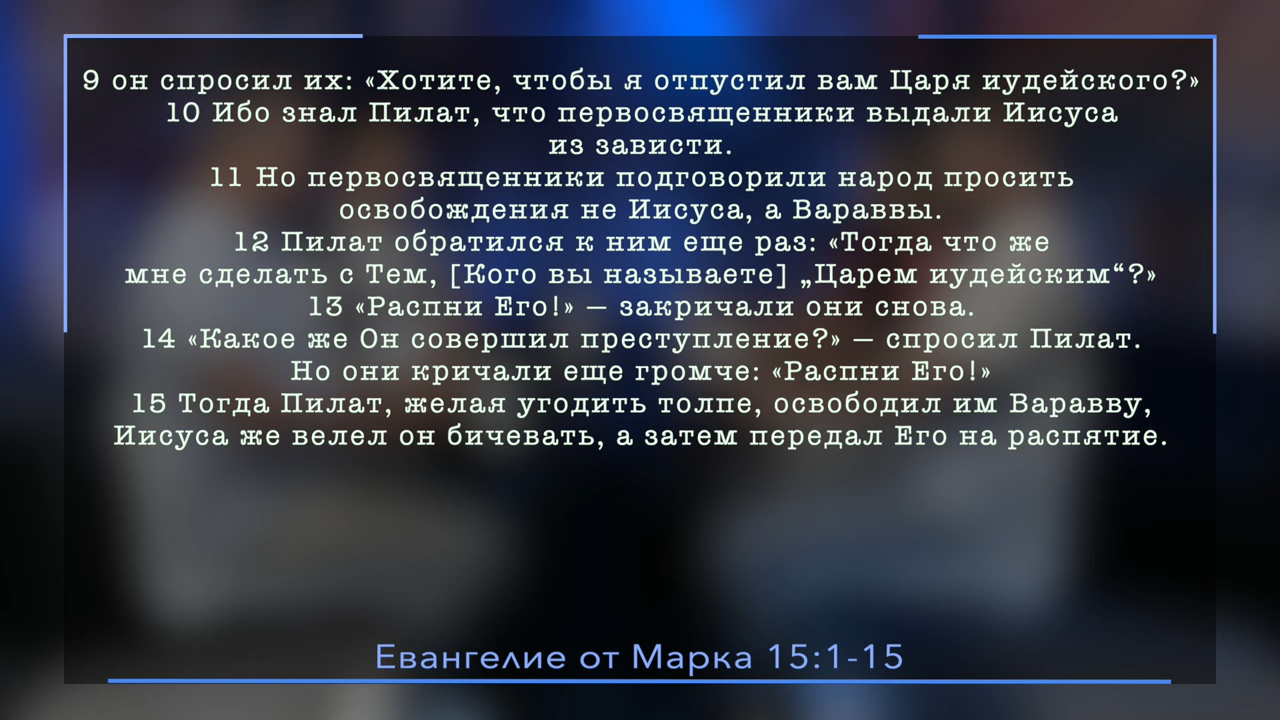 9 он спросил их: «Хотите, чтобы я отпустил вам Царя иудейского?»
10 Ибо знал Пилат, что первосвященники выдали Иисуса
из зависти.
11 Но первосвященники подговорили народ просить
освобождения не Иисуса, а Вараввы.
12 Пилат обратился к ним еще раз: «Тогда что же
мне сделать с Тем, [Кого вы называете] „Царем иудейским“?»
13 «Распни Его!» — закричали они снова.
14 «Какое же Он совершил преступление?» — спросил Пилат.
Но они кричали еще громче: «Распни Его!»
15 Тогда Пилат, желая угодить толпе, освободил им Варавву,
Иисуса же велел он бичевать, а затем передал Его на распятие.
Евангелие от Марка 15:1-15